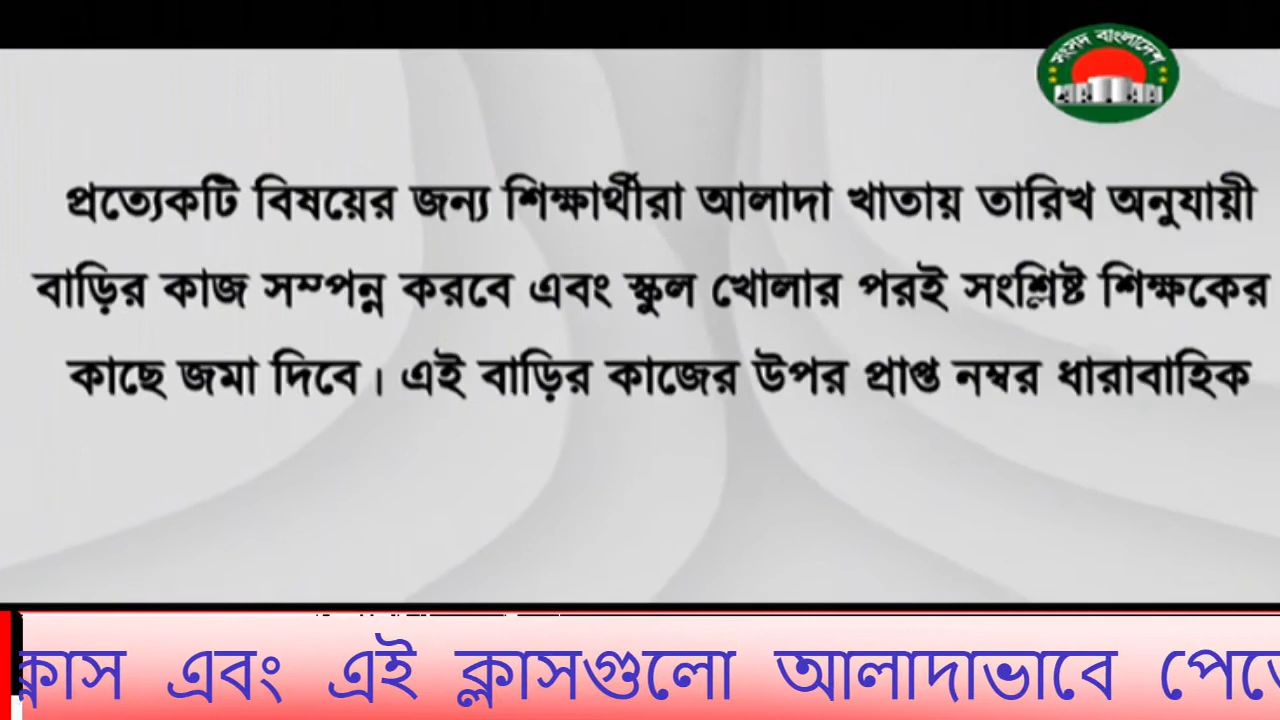 সংসদ বাংলাদেশ
প্রত্যেকটি বিষয়ের জন্য শিক্ষার্থীরা আলাদা খাতায় তারিখ অনুযায়ী
বাড়ির কাজ সম্পন্ন করবে এবং স্কুল খোলার পরই সংশ্লিষ্ট শিক্ষকের
কাছে জমা দিবে। এই বাড়ির কাজের উপর প্রাপ্ত নম্বর ধারাবাহিক
ক্লাস এবং এই ক্লাসগুলো আলাদাভাবে